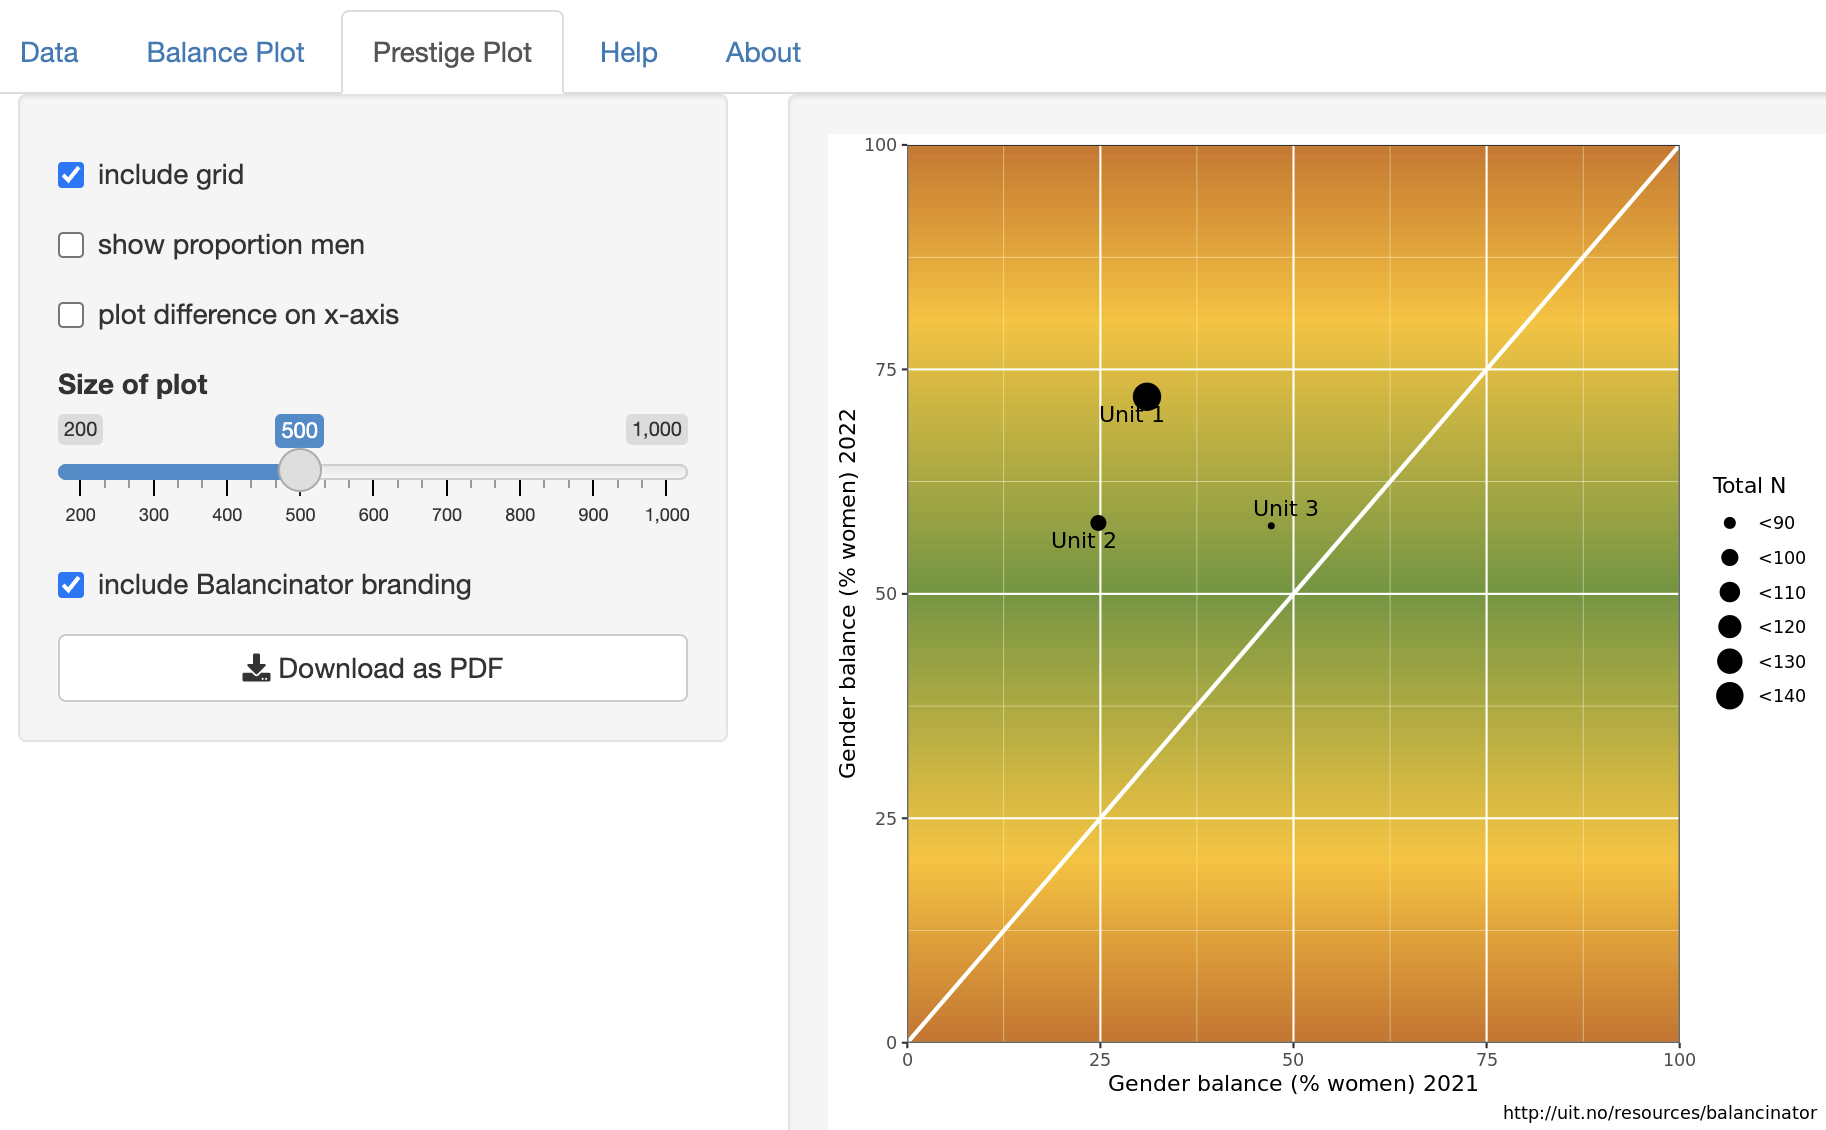 Data
Balance Plot
Prestige Plot
Help
About
include grid
show proportion men
plot difference on x-axis
Size of plot
200
500
1,000
200 300 400 500 600 700 800 900 1,000
include Balancinator branding
Download as PDF
100
75
50
25
0
Gender balance (% women) 2022
Unit 1
Unit 2
Unit 3
0 25 50 75 100
Gender balance (% women) 2021
Total N
<90
<100
<110
<120
<130
<140
http://uit.no/resources/balancinator